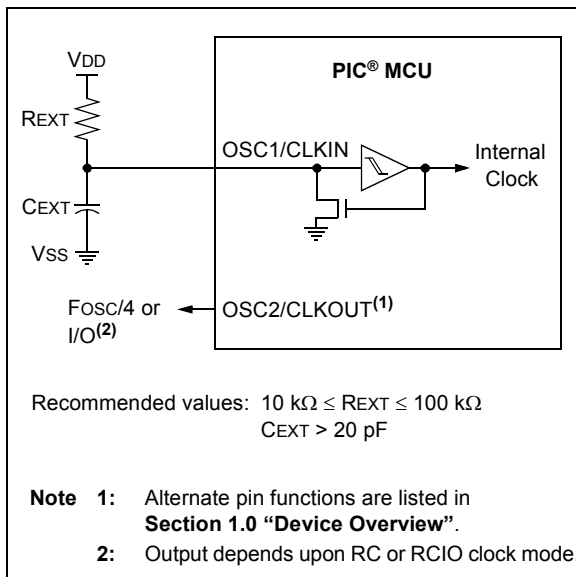 VDD
PIC® MCU
REXT
OSC1/CLKIN
Internal
Clock
CEXT
VSS
FOSC/4 or
I/O(2)
OSC2/CLKOUT(1)
Recommended values: 10 kΩ ≤ REXT ≤ 100 kΩ
CEXT > 20 pF
Note 1: Alternate pin functions are listed in
Section 1.0 “Device Overview”.
2: Output depends upon RC or RCIO clock mode.